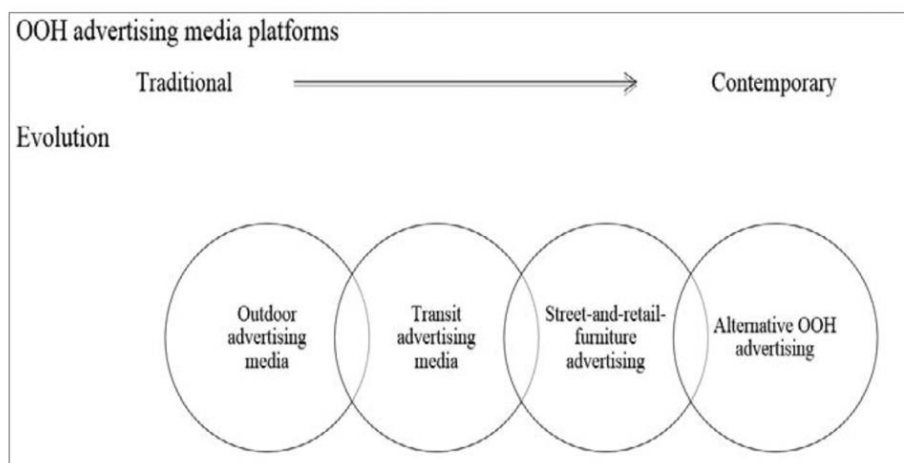 OOH advertising media platforms
Traditional
Contemporary
Evolution
Outdoor
advertising
media
Transit
advertising
media
Street-and-retail-
furniture
advertising
Alternative OOH
advertising